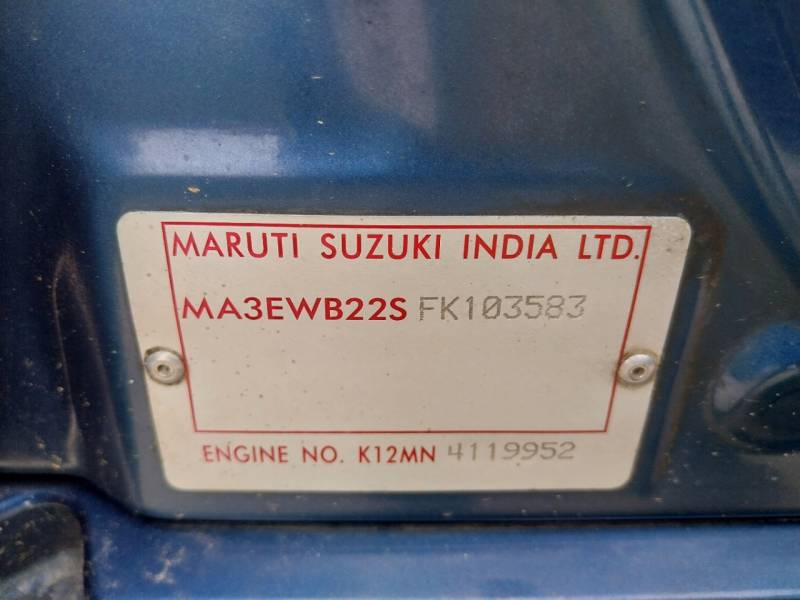 MARUTI SUZUKI INDIA LTD.
MA3EWB22S FK103583
ENGINE NO. K12MN 4119952